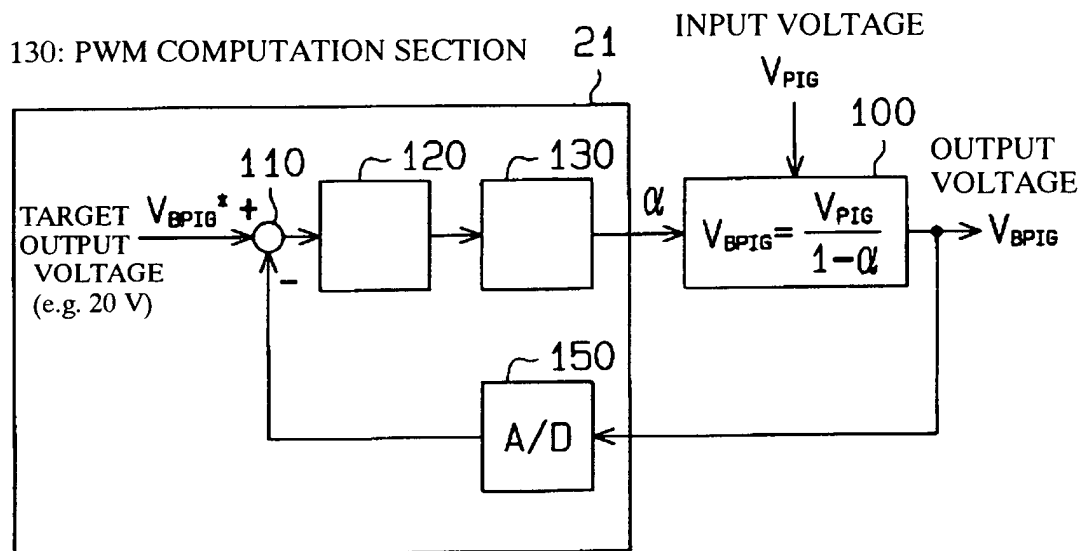 130: PWM COMPUTATION SECTION
21
INPUT VOLTAGE
V_PIG
110
120
130
100
OUTPUT
VOLTAGE
TARGET
OUTPUT
VOLTAGE
(e.g. 20 V)
V_BPIG* +
-
α
V_BPIG = V_PIG / 1-α
V_BPIG
150
A/D